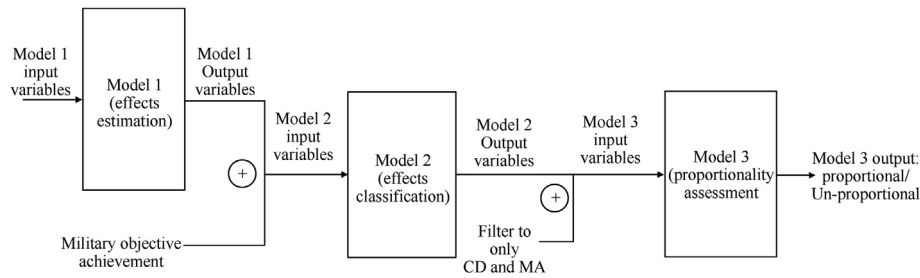 Model 1
input
variables
Model 1
(effects
estimation)
Model 1
Output
variables
+
Military objective
achievement
Model 2
input
variables
Model 2
(effects
classification)
Model 2
Output
variables
+
Filter to
only
CD and MA
Model 3
input
variables
Model 3
(proportionality
assessment
Model 3 output:
proportional/
Un-proportional